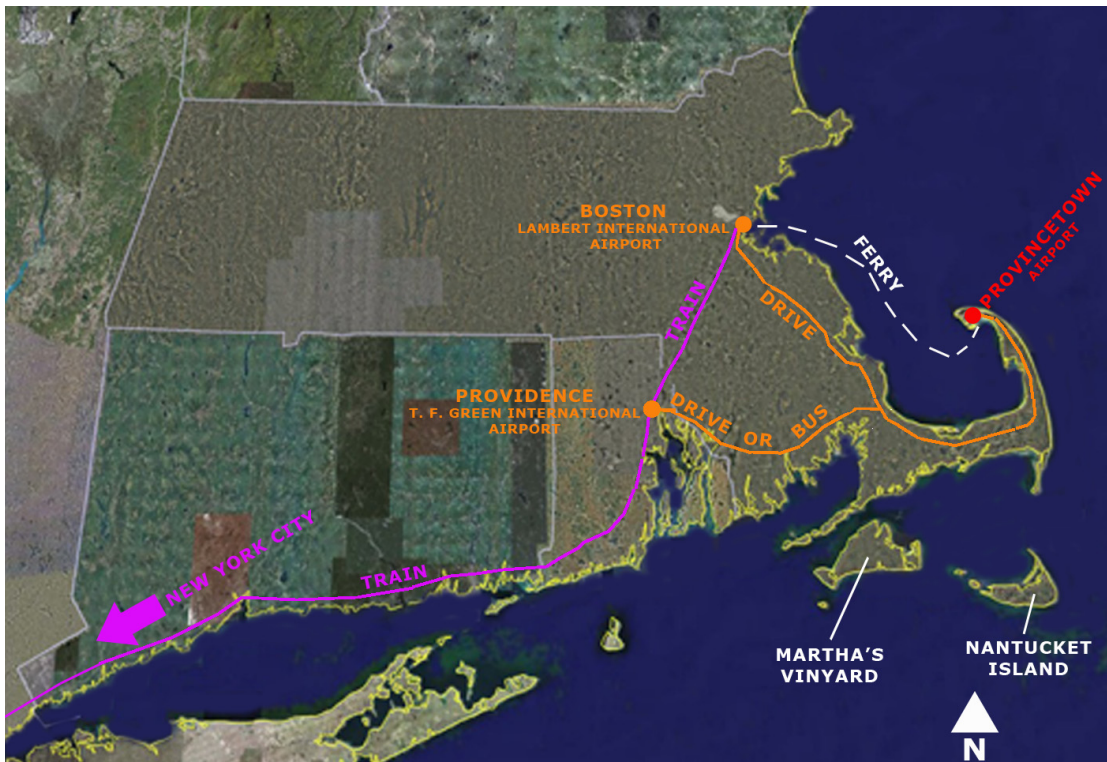 BOSTON
LAMBERT INTERNATIONAL
AIRPORT
FERRY
PROVINCETOWN
AIRPORT
TRAIN
DRIVE
PROVIDENCE
T. F. GREEN INTERNATIONAL
AIRPORT
DRIVE OR BUS
NEW YORK CITY
TRAIN
MARTHA'S
VINYARD
NANTUCKET
ISLAND
N